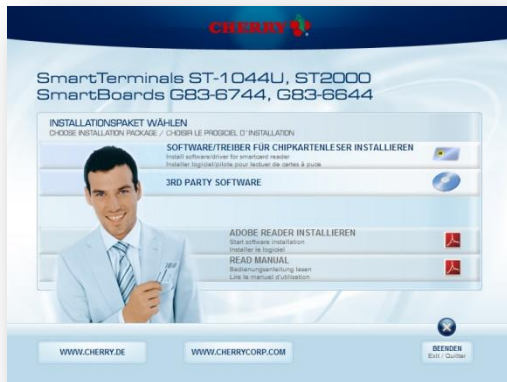 CHERRY
SmartTerminals ST-1044U, ST2000
SmartBoards G83-6744, G83-6644
INSTALLATIONSPAKET WÄHLEN
CHOOSE INSTALLATION PACKAGE / CHOISIR LE PROGICIEL D'INSTALLATION
SOFTWARE/TREIBER FÜR CHIPKARTENLESER INSTALLIEREN
Install software/driver for smartcard reader
Installer logiciel/pilote pour lecteur de cartes à puce
3RD PARTY SOFTWARE
ADOBE READER INSTALLIEREN
Start software installation
Installer le logiciel
READ MANUAL
Bedienungsanleitung lesen
Lire le manuel d'utilisation
WWW.CHERRY.DE
WWW.CHERRYCORP.COM
BEENDEN
Exit / Quitter